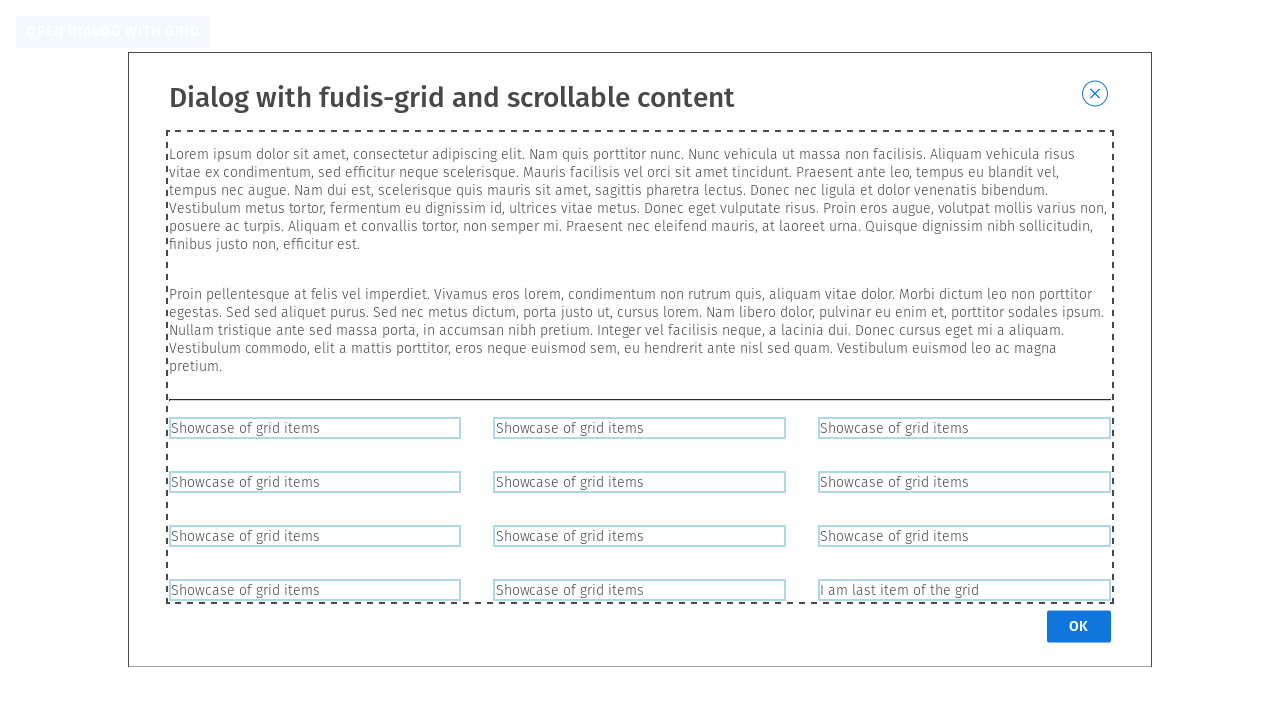 OPEN DIALOG WITH GRID
Dialog with fudis-grid and scrollable content
Lorem ipsum dolor sit amet, consectetur adipiscing elit. Nam quis porttitor nunc. Nunc vehicula ut massa non facilisis. Aliquam vehicula risus
vitae ex condimentum, sed efficitur neque scelerisque. Mauris facilisis vel orci sit amet tincidunt. Praesent ante leo, tempus eu blandit vel,
tempus nec augue. Nam dui est, scelerisque quis mauris sit amet, sagittis pharetra lectus. Donec nec ligula et dolor venenatis bibendum.
Vestibulum metus tortor, fermentum eu dignissim id, ultrices vitae metus. Donec eget vulputate risus. Proin eros augue, volutpat mollis varius non,
posuere ac turpis. Aliquam et convallis tortor, non semper mi. Praesent nec eleifend mauris, at laoreet urna. Quisque dignissim nibh sollicitudin,
finibus justo non, efficitur est.
Proin pellentesque at felis vel imperdiet. Vivamus eros lorem, condimentum non rutrum quis, aliquam vitae dolor. Morbi dictum leo non porttitor
egestas. Sed sed aliquet purus. Sed nec metus dictum, porta justo ut, cursus lorem. Nam libero dolor, pulvinar eu enim et, porttitor sodales ipsum.
Nullam tristique ante sed massa porta, in accumsan nibh pretium. Integer vel facilisis neque, a lacinia dui. Donec cursus eget mi a aliquam.
Vestibulum commodo, elit a mattis porttitor, eros neque euismod sem, eu hendrerit ante nisl sed quam. Vestibulum euismod leo ac magna
pretium.
Showcase of grid items
Showcase of grid items
Showcase of grid items
Showcase of grid items
Showcase of grid items
Showcase of grid items
Showcase of grid items
Showcase of grid items
Showcase of grid items
Showcase of grid items
Showcase of grid items
I am last item of the grid
OK